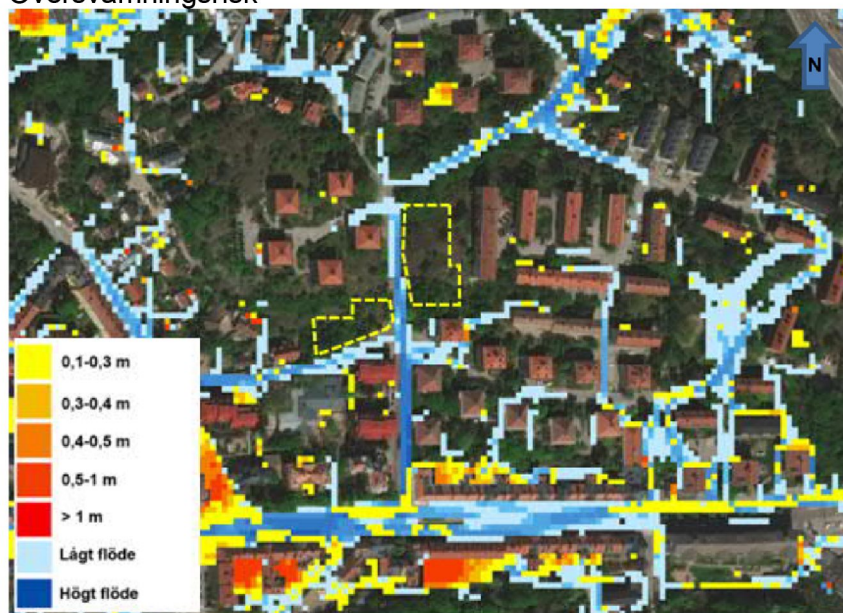 Översvämningsrisk
N
0,1-0,3 m
0,3-0,4 m
0,4-0,5 m
0,5-1 m
> 1 m
Lågt flöde
Högt flöde